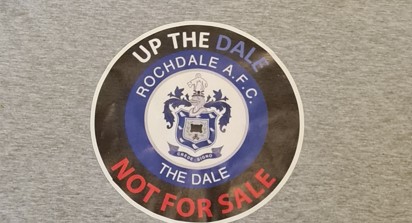 UP THE DALE
ROCHDALE A.F.C.
THE DALE
NOT FOR SALE